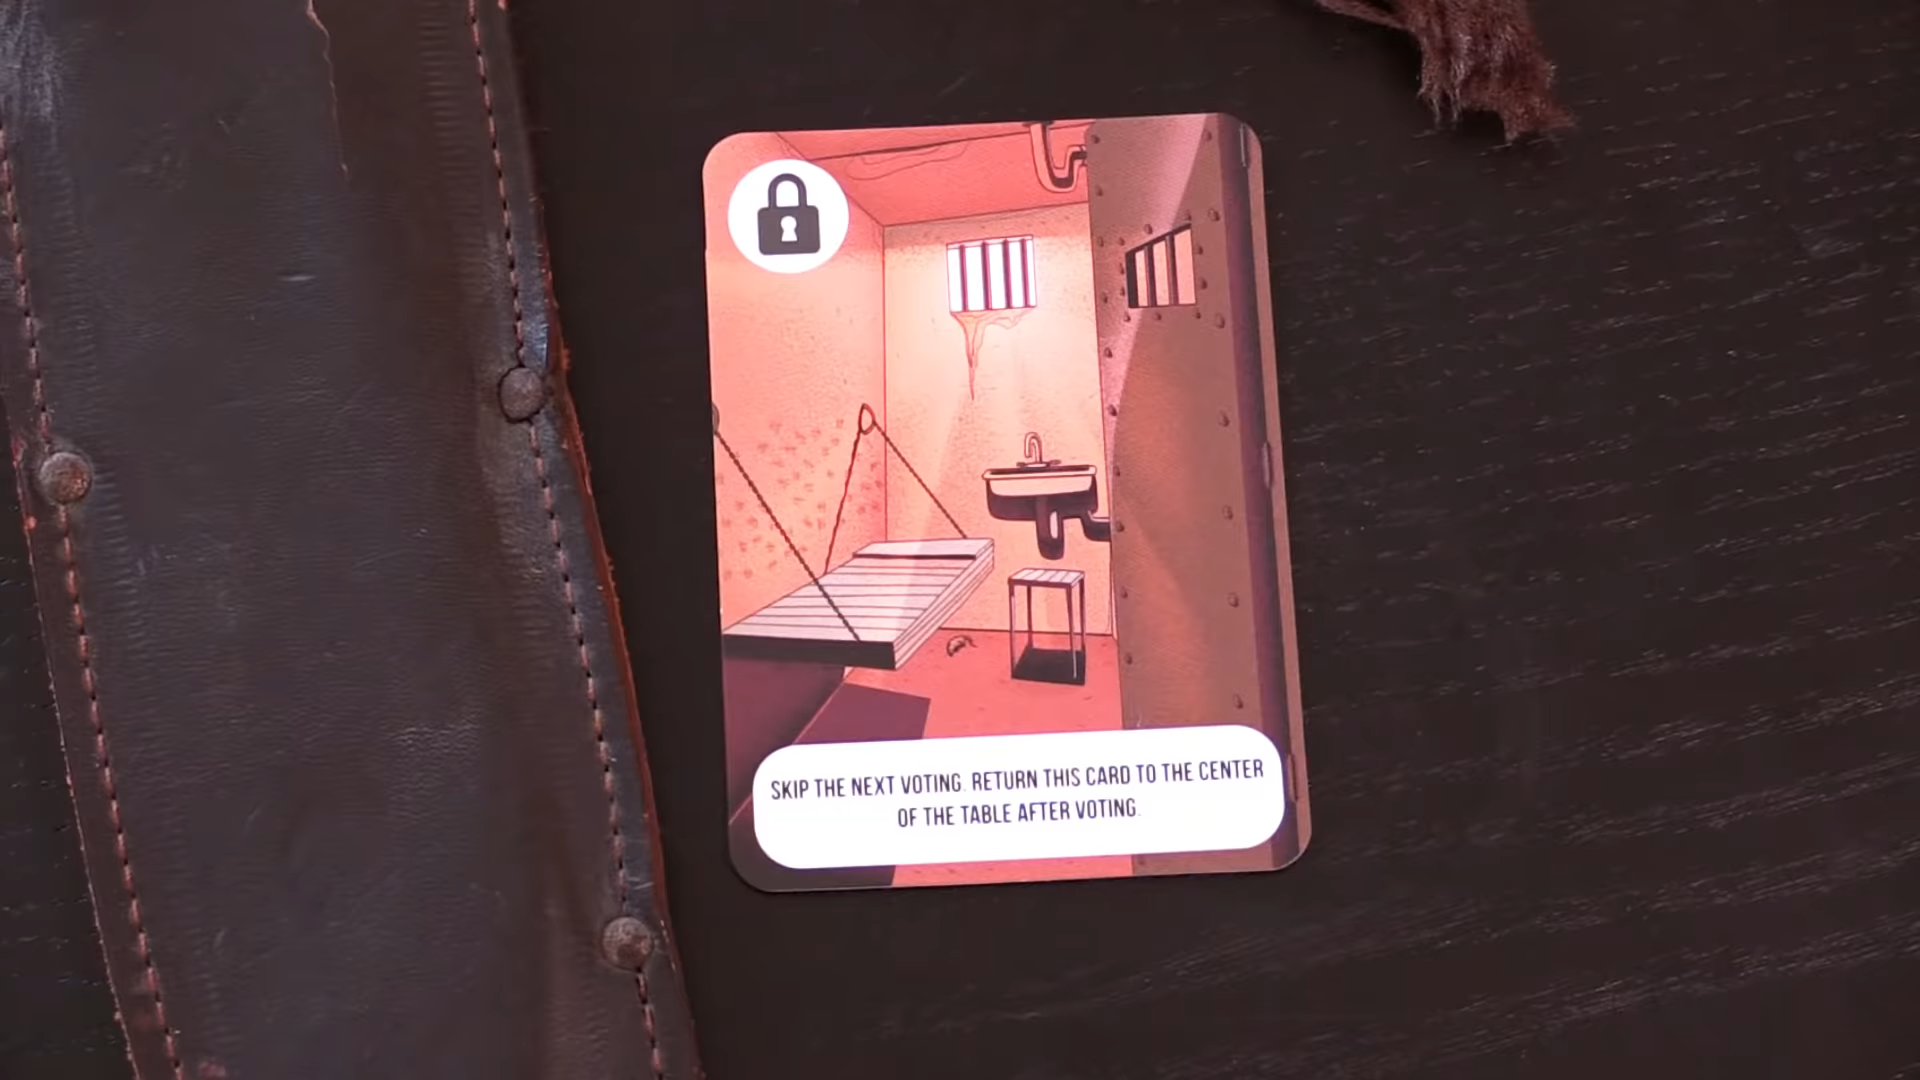 SKIP THE NEXT VOTING. RETURN THIS CARD TO THE CENTER
OF THE TABLE AFTER VOTING.